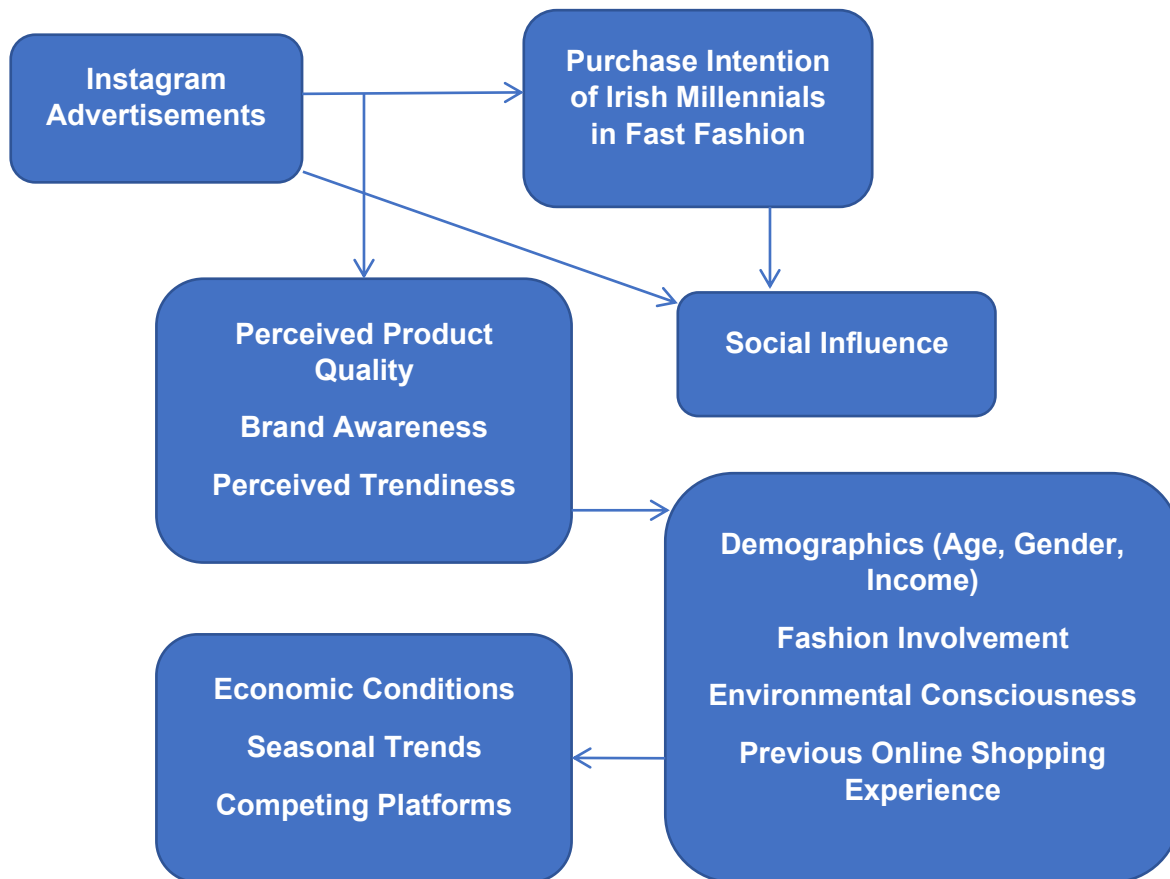 Instagram
Advertisements
Purchase Intention
of Irish Millennials
in Fast Fashion
Perceived Product
Quality
Brand Awareness
Perceived Trendiness
Social Influence
Demographics (Age, Gender,
Income)
Fashion Involvement
Environmental Consciousness
Previous Online Shopping
Experience
Economic Conditions
Seasonal Trends
Competing Platforms